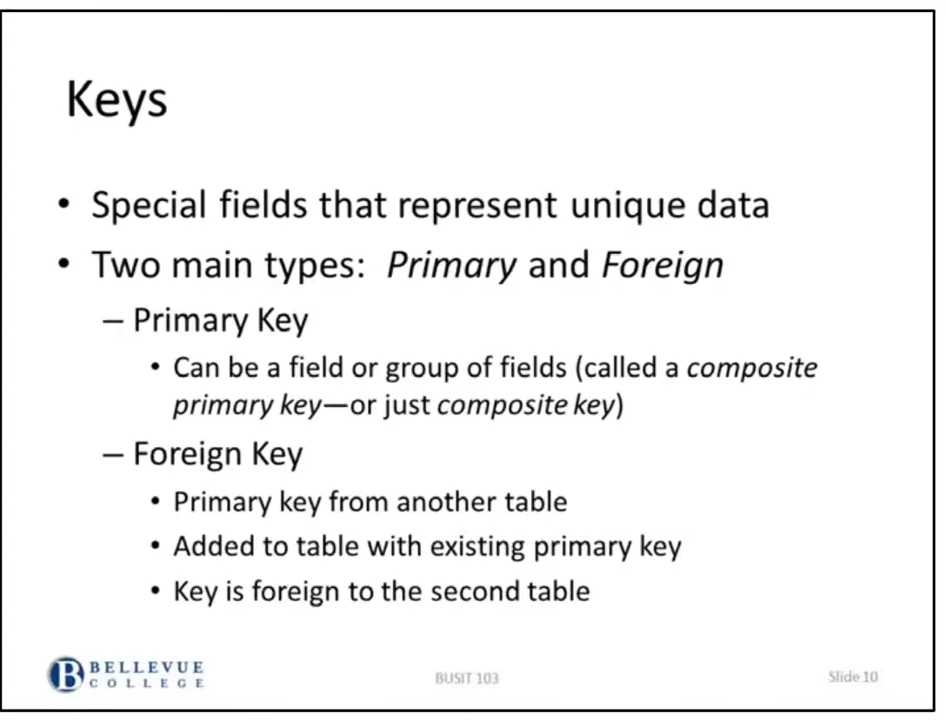 Keys
• Special fields that represent unique data
• Two main types: Primary and Foreign
– Primary Key
• Can be a field or group of fields (called a composite
primary key—or just composite key)
– Foreign Key
• Primary key from another table
• Added to table with existing primary key
• Key is foreign to the second table
B BELLEVUE
COLLEGE
BUSIT 103
Slide 10